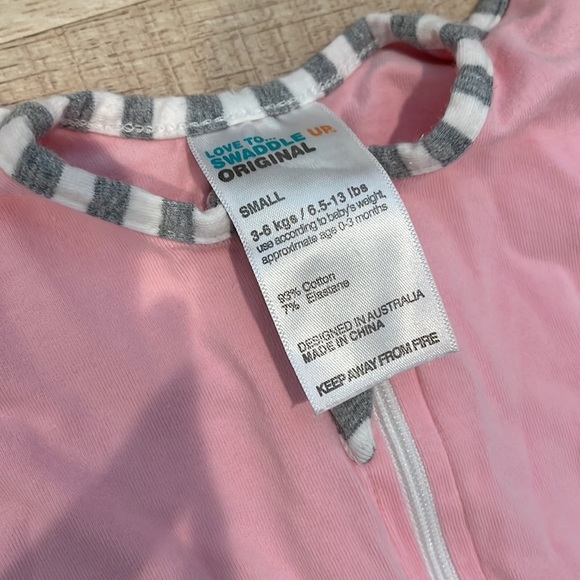 LOVE TO...
SWADDLE UP.
ORIGINAL
SMALL
3-6 kgs / 6.5-13 lbs
use according to baby's weight,
approximate age 0-3 months
93% Cotton
7% Elastane
DESIGNED IN AUSTRALIA
MADE IN CHINA
KEEP AWAY FROM FIRE